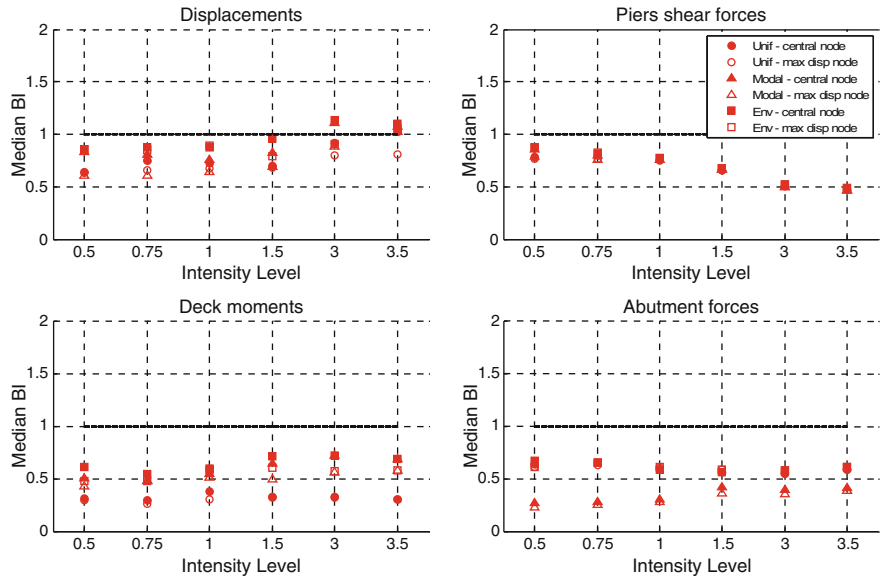 Displacements
2
1.5
1
0.5
0
Median BI
0.5 0.75 1 1.5 3 3.5
Intensity Level
Piers shear forces
2
1.5
1
0.5
0
Unif - central node
Unif - max disp node
Modal - central node
Modal - max disp node
Env - central node
Env - max disp node
0.5 0.75 1 1.5 3 3.5
Intensity Level
Deck moments
2
1.5
1
0.5
0
Median BI
0.5 0.75 1 1.5 3 3.5
Intensity Level
Abutment forces
2
1.5
1
0.5
0
Median BI
0.5 0.75 1 1.5 3 3.5
Intensity Level